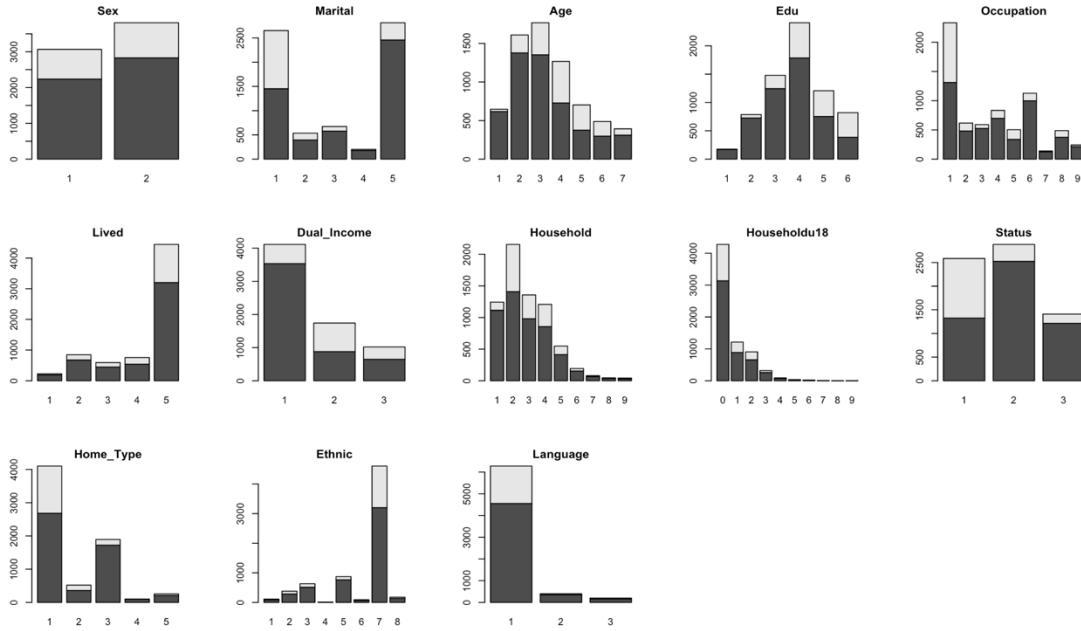 Sex
0 1000 2000 3000
1 2
Marital
0 500 1500 2500
1 2 3 4 5
Age
0 500 1000 1500
1 2 3 4 5 6 7
Edu
0 500 1000 2000
1 2 3 4 5 6
Occupation
0 500 1000 2000
1 2 3 4 5 6 7 8 9
Lived
0 1000 2000 3000 4000
1 2 3 4 5
Dual_Income
0 1000 2000 3000 4000
1 2 3
Household
0 500 1000 1500 2000
1 2 3 4 5 6 7 8 9
Householdu18
0 1000 2000 3000 4000
0 1 2 3 4 5 6 7 8 9
Status
0 500 1500 2500
1 2 3
Home_Type
0 1000 2000 3000 4000
1 2 3 4 5
Ethnic
0 1000 3000
1 2 3 4 5 6 7 8
Language
0 1000 3000 5000
1 2 3